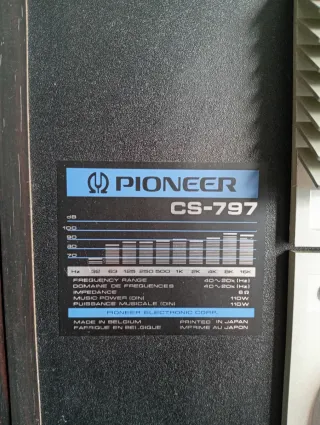 PIONEER
CS-797
dB
100
90
80
70
Hz 32 63 125 250 500 1K 2K 4K 8K 16K
FREQUENCY RANGE 40~20k (Hz)
DOMAINE DE FREQUENCES 40~20k (Hz)
IMPEDANCE
MUSIC POWER (DIN) 110W
PUISSANCE MUSICALE (DIN) 110W
PIONEER ELECTRONIC CORP.
MADE IN BELGIUM PRINTED IN JAPAN
FABRIQUE EN BELGIQUE IMPRIME AU JAPON